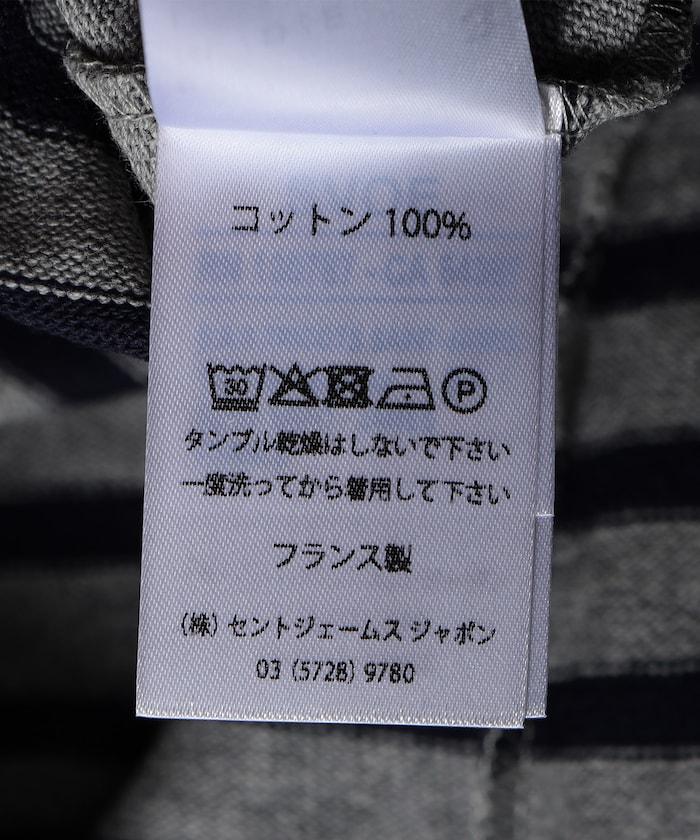 コットン 100%
30 P
タンブル乾燥はしないで下さい
一度洗ってから着用して下さい
フランス製
(株) セントジェームス ジャポン
03 (5728) 9780